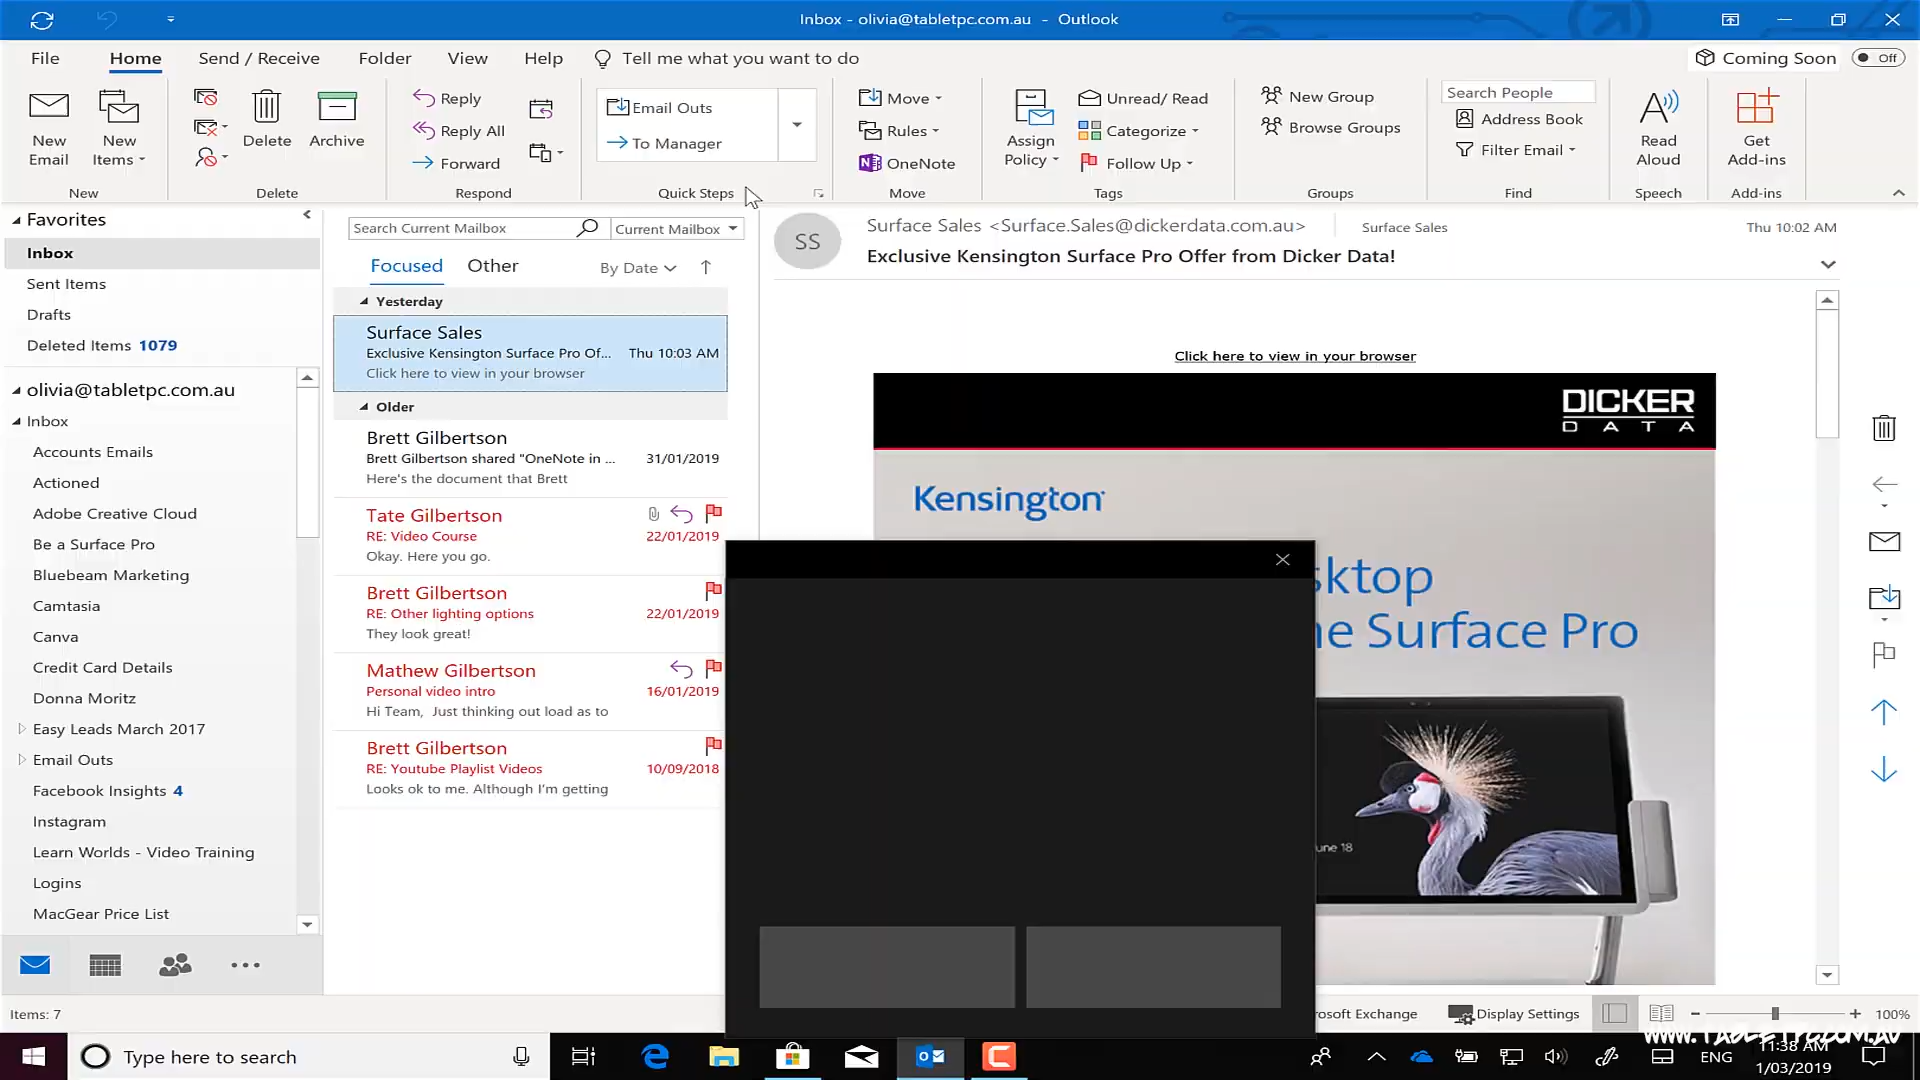 Inbox - olivia@tabletpc.com.au - Outlook
File Home Send / Receive Folder View Help Tell me what you want to do Coming Soon Off
New Email
New Items
New
Delete
Archive
Delete
Reply
Reply All
Forward
Respond
Email Outs
To Manager
Quick Steps
Move
Rules
OneNote
Move
Assign Policy
Unread/ Read
Categorize
Follow Up
Tags
New Group
Browse Groups
Groups
Search People
Address Book
Filter Email
Find
Read Aloud
Speech
Get Add-ins
Add-ins
Favorites
Inbox
Sent Items
Drafts
Deleted Items 1079
olivia@tabletpc.com.au
Inbox
Accounts Emails
Actioned
Adobe Creative Cloud
Be a Surface Pro
Bluebeam Marketing
Camtasia
Canva
Credit Card Details
Donna Moritz
Easy Leads March 2017
Email Outs
Facebook Insights 4
Instagram
Learn Worlds - Video Training
Logins
MacGear Price List
Search Current Mailbox Current Mailbox
Focused Other By Date
Yesterday
Surface Sales
Exclusive Kensington Surface Pro Of... Thu 10:03 AM
Click here to view in your browser
Older
Brett Gilbertson
Brett Gilbertson shared "OneNote in ... 31/01/2019
Here's the document that Brett
Tate Gilbertson
RE: Video Course 22/01/2019
Okay. Here you go.
Brett Gilbertson
RE: Other lighting options 22/01/2019
They look great!
Mathew Gilbertson
Personal video intro 16/01/2019
Hi Team, Just thinking out load as to
Brett Gilbertson
RE: Youtube Playlist Videos 10/09/2018
Looks ok to me. Although I'm getting
SS
Surface Sales <Surface.Sales@dickerdata.com.au> Surface Sales Thu 10:02 AM
Exclusive Kensington Surface Pro Offer from Dicker Data!
Click here to view in your browser
DICKER
DATA
Kensington
sktop
ne Surface Pro
une 18
Items: 7
rosoft Exchange Display Settings 100%
www.TABLETPC.COM.AU
Type here to search
ENG
11:38 AM
1/03/2019